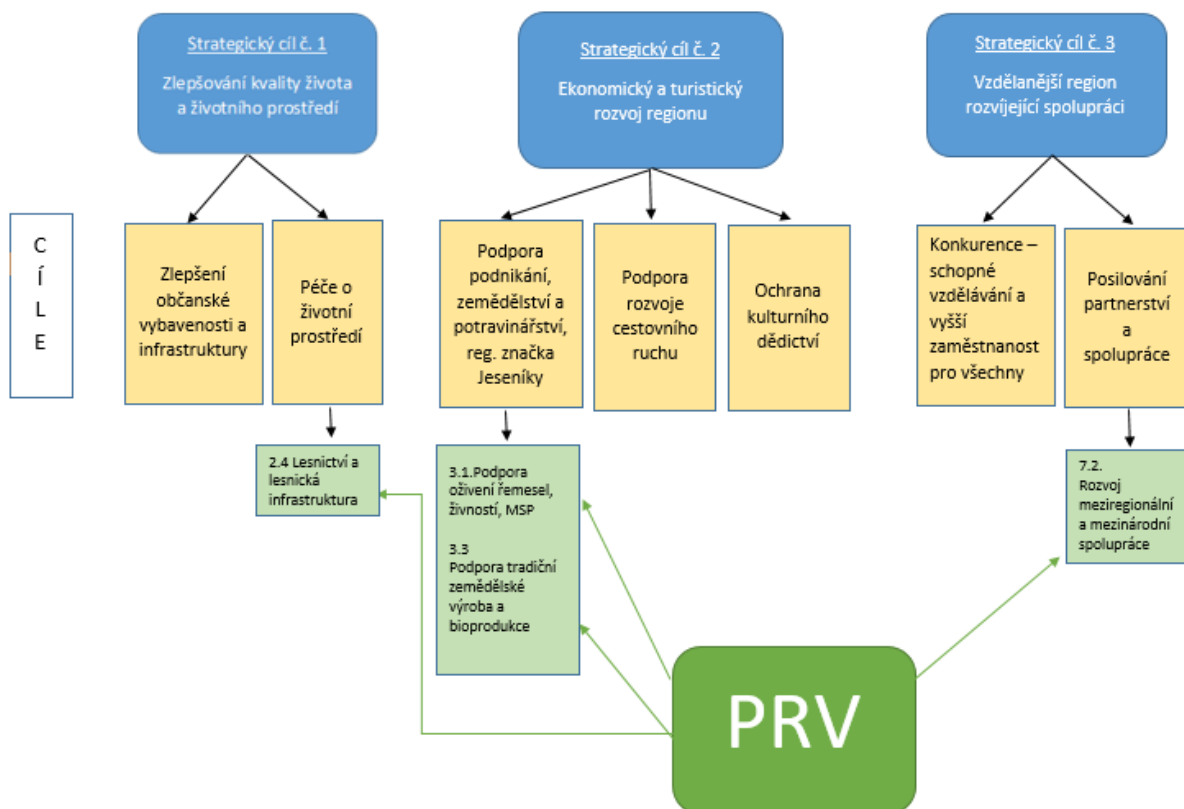 Strategický cíl č. 1
Zlepšování kvality života
a životního prostředí
Strategický cíl č. 2
Ekonomický a turistický
rozvoj regionu
Strategický cíl č. 3
Vzdělanější region
rozvíjející spolupráci
C
Í
L
E
Zlepšení
občanské
vybavenosti a
infrastruktury
Péče o
životní
prostředí
Podpora
podnikání,
zemědělství a
potravinářství,
reg. značka
Jeseníky
Podpora
rozvoje
cestovního
ruchu
Ochrana
kulturního
dědictví
Konkurence –
schopné
vzdělávání a
vyšší
zaměstnanost
pro všechny
Posilování
partnerství
a
spolupráce
2.4 Lesnictví a
lesnická
infrastruktura
3.1.Podpora
oživení řemesel,
živností, MSP
3.3
Podpora tradiční
zemědělské
výroba a
bioprodukce
7.2.
Rozvoj
meziregionální
a mezinárodní
spolupráce
PRV